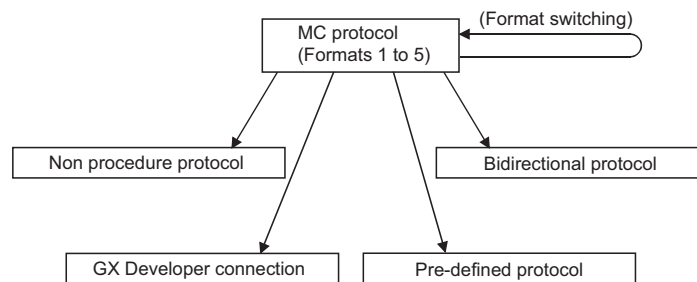 (Format switching)
MC protocol
(Formats 1 to 5)
Non procedure protocol
Bidirectional protocol
GX Developer connection
Pre-defined protocol